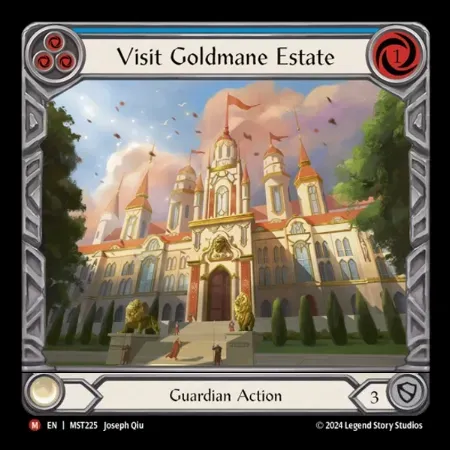 Visit Goldmane Estate
1
Guardian Action
3
M EN | MST225 Joseph Qiu
© 2024 Legend Story Studios